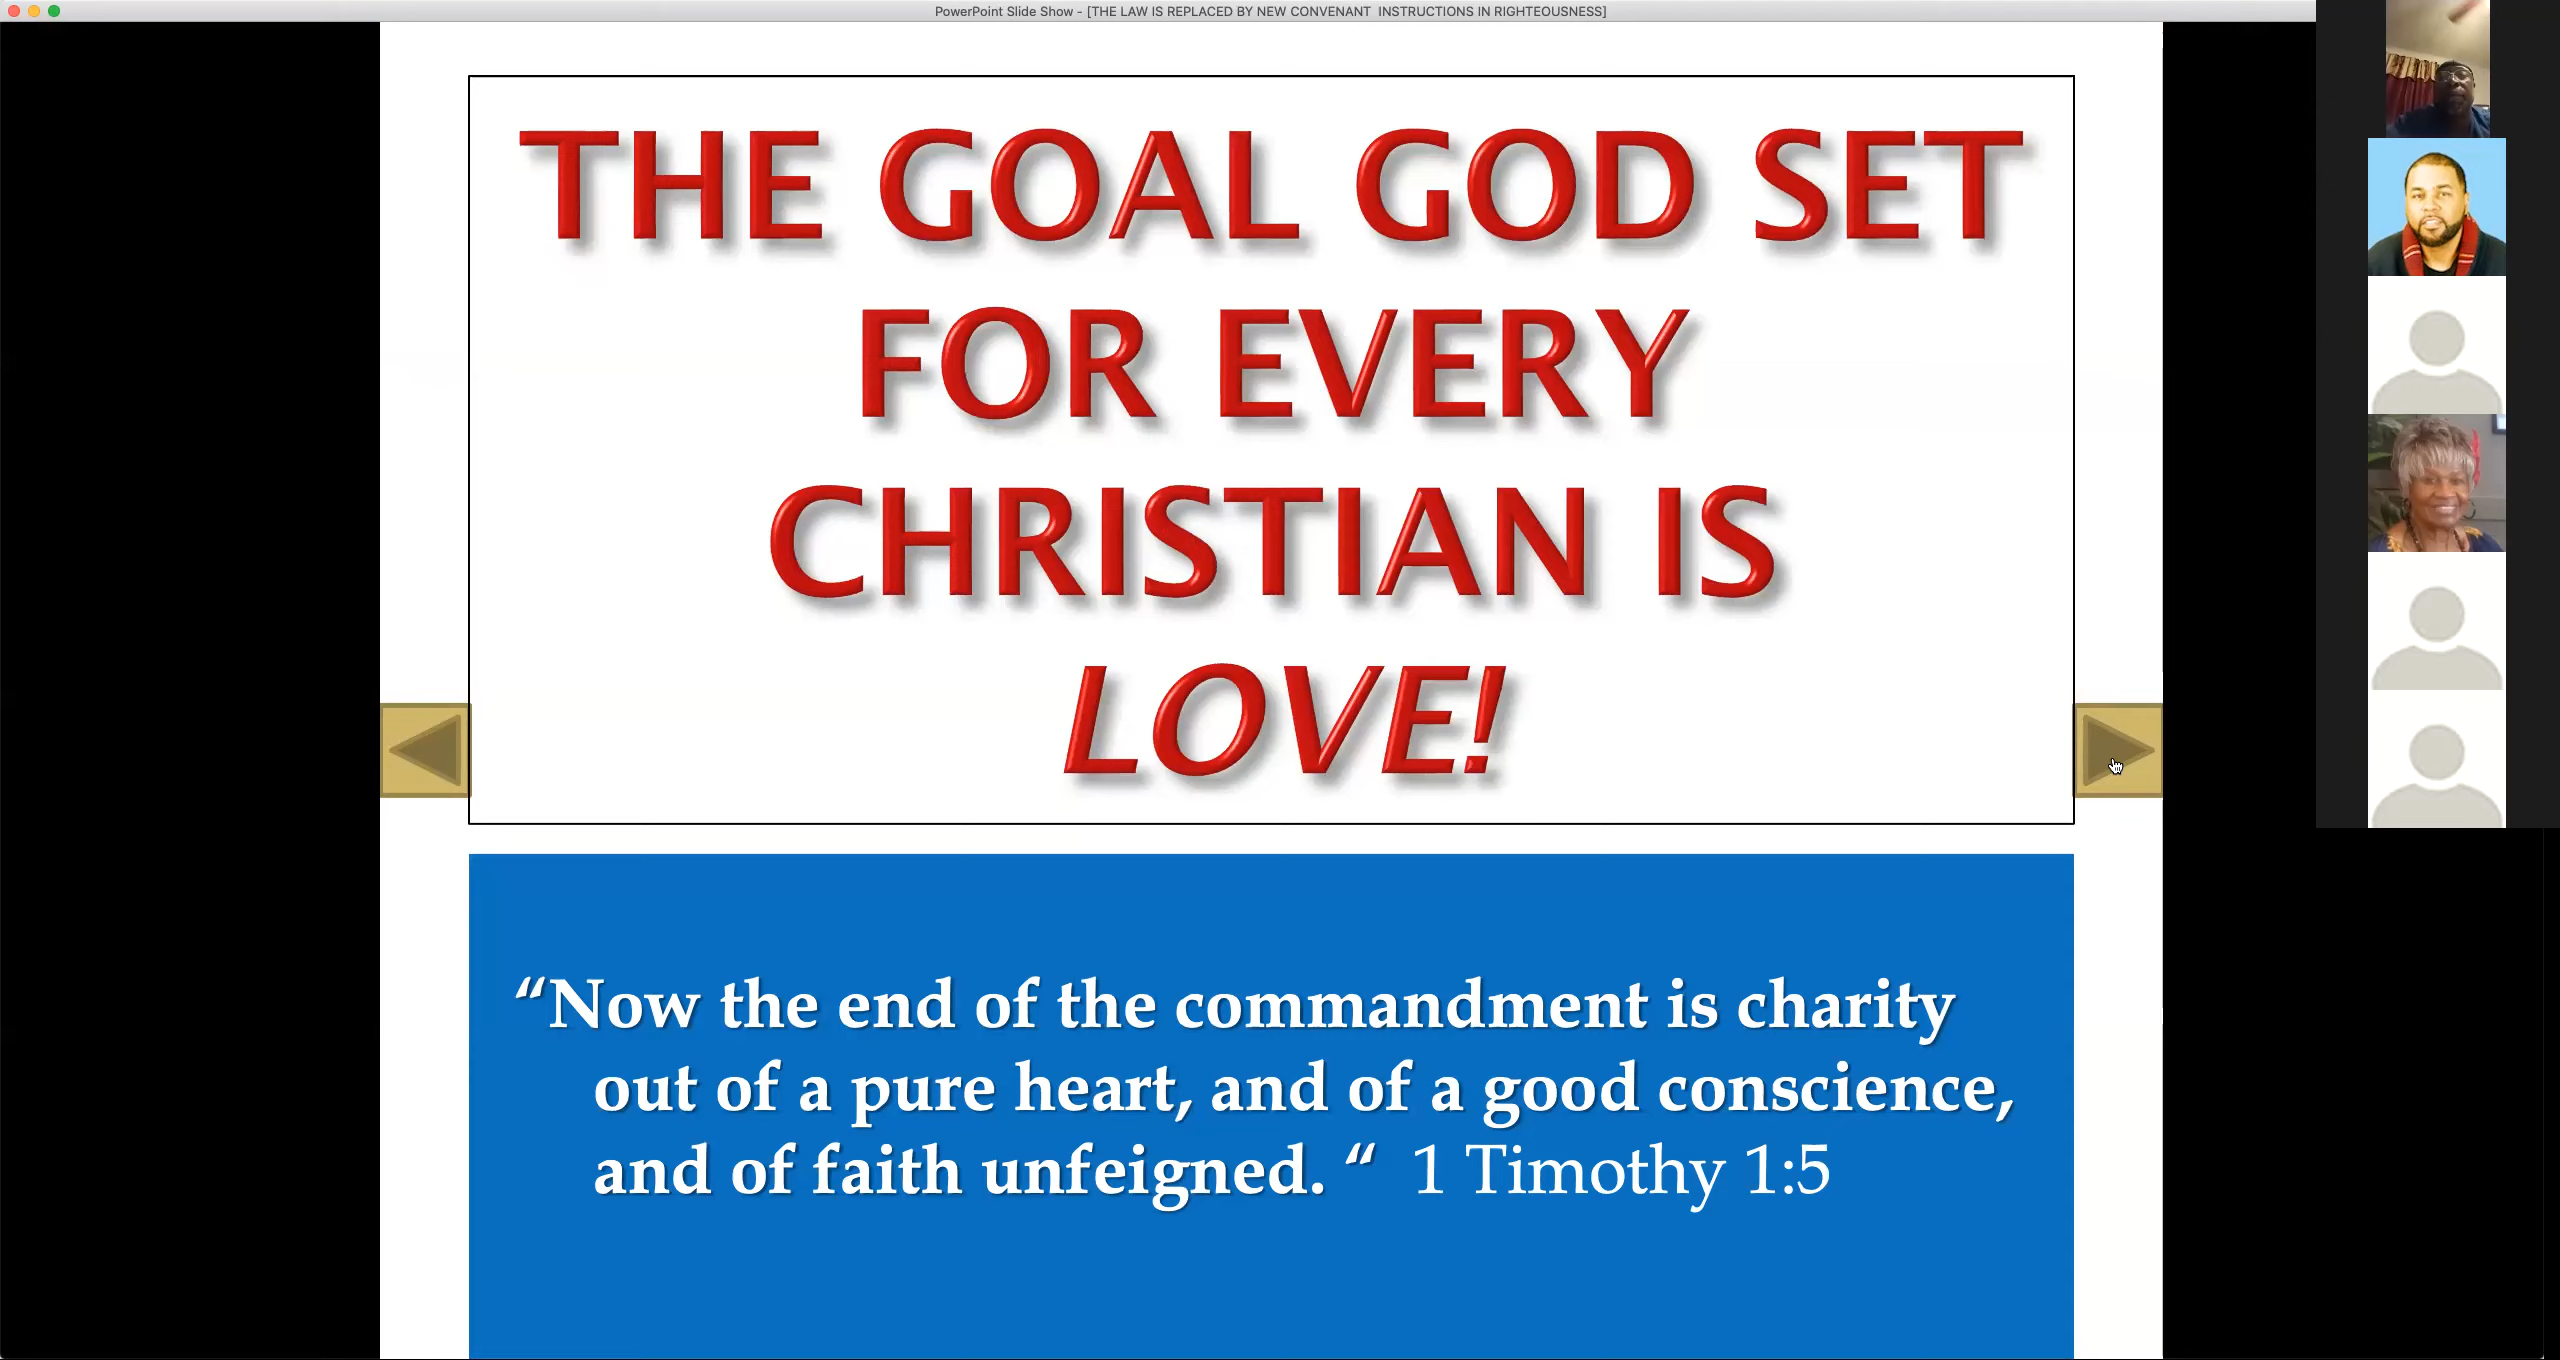 PowerPoint Slide Show - [THE LAW IS REPLACED BY NEW CONVENANT  INSTRUCTIONS IN RIGHTEOUSNESS]
THE GOAL GOD SET
FOR EVERY
CHRISTIAN IS
LOVE!
“Now the end of the commandment is charity
out of a pure heart, and of a good conscience,
and of faith unfeigned. “ 1 Timothy 1:5